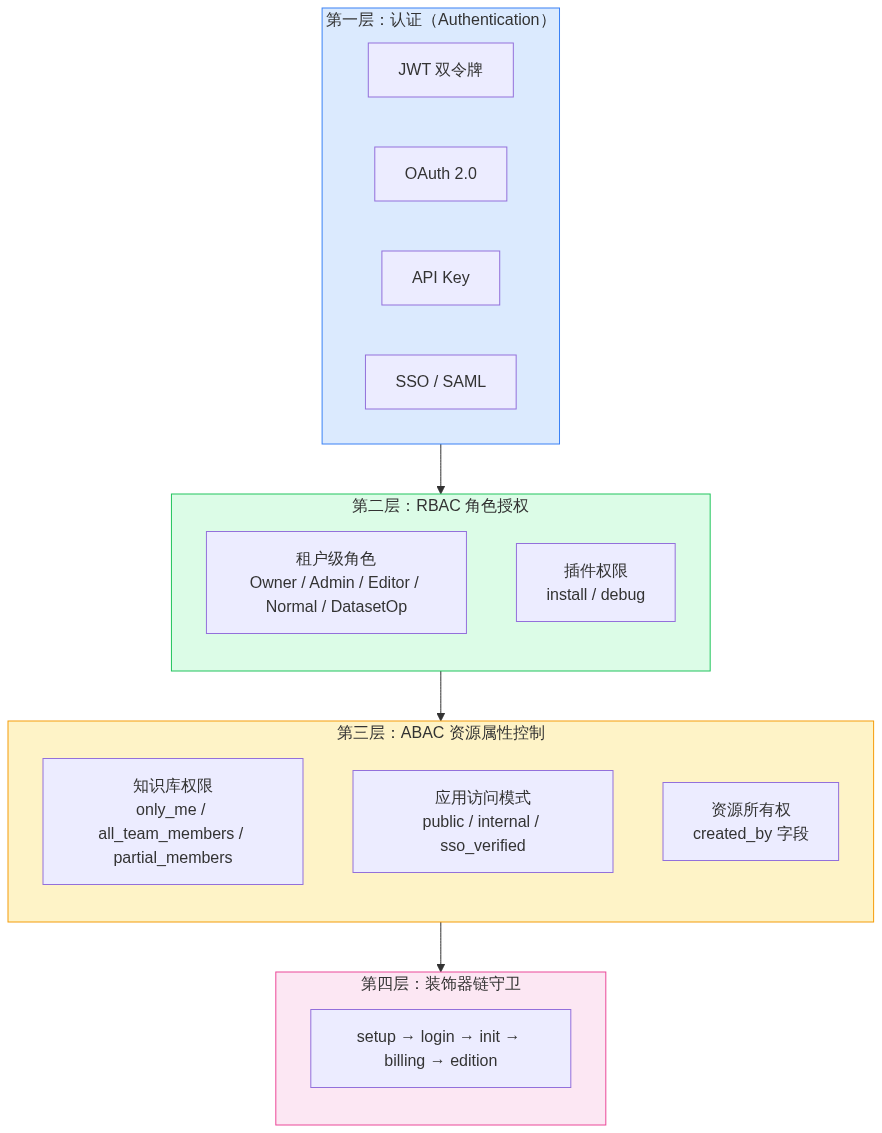 第一层：认证（Authentication）
JWT 双令牌
OAuth 2.0
API Key
SSO / SAML
第二层：RBAC 角色授权
租户级角色
Owner / Admin / Editor /
Normal / DatasetOp
插件权限
install / debug
第三层：ABAC 资源属性控制
知识库权限
only_me /
all_team_members /
partial_members
应用访问模式
public / internal /
sso_verified
资源所有权
created_by 字段
第四层：装饰器链守卫
setup → login → init →
billing → edition